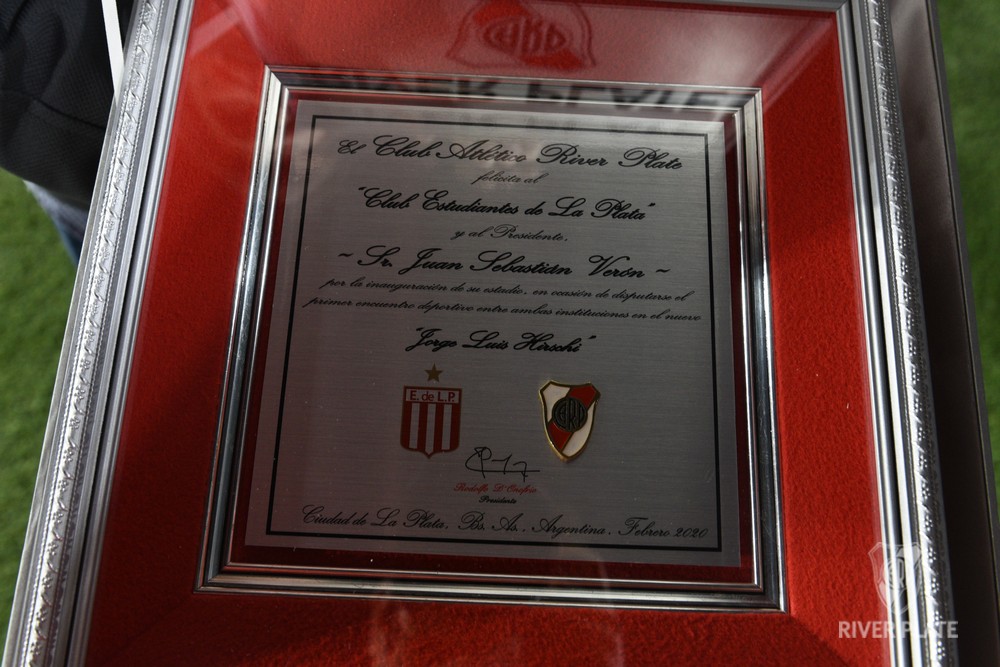 El Club Atlético River Plate
felicita al
"Club Estudiantes de La Plata"
y al Presidente,
~ Sr. Juan Sebastián Verón ~
por la inauguración de su estadio, en ocasión de disputarse el
primer encuentro deportivo entre ambas instituciones en el nuevo
"Jorge Luis Hirschi"
E. de L.P.
CARP
Rodolfo D'Onofrio
Presidente
Ciudad de La Plata, Bs. As., Argentina, Febrero 2020
RIVER PLATE